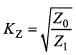 K_Z = √(Z_0/Z_1)